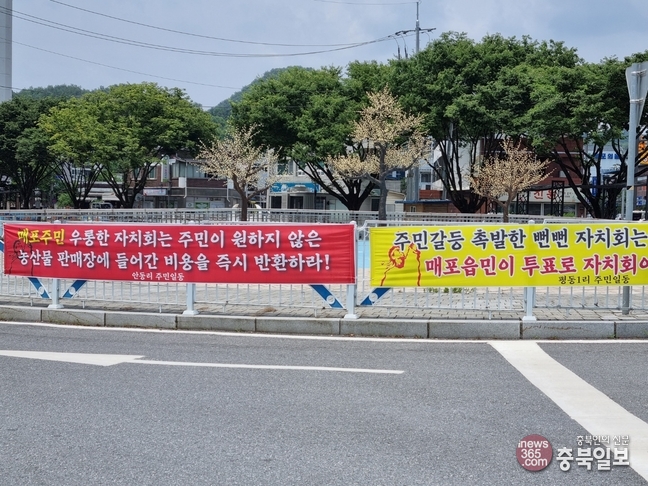 매포주민 우롱한 자치회는 주민이 원하지 않은
농산물 판매장에 들어간 비용을 즉시 반환하라!
안동리 주민일동
주민갈등 촉발한 뻔뻔 자치회는
매포읍민이 투표로 자치회
평동1리 주민일동
inews
365.com
충북인의 신문
충북일보